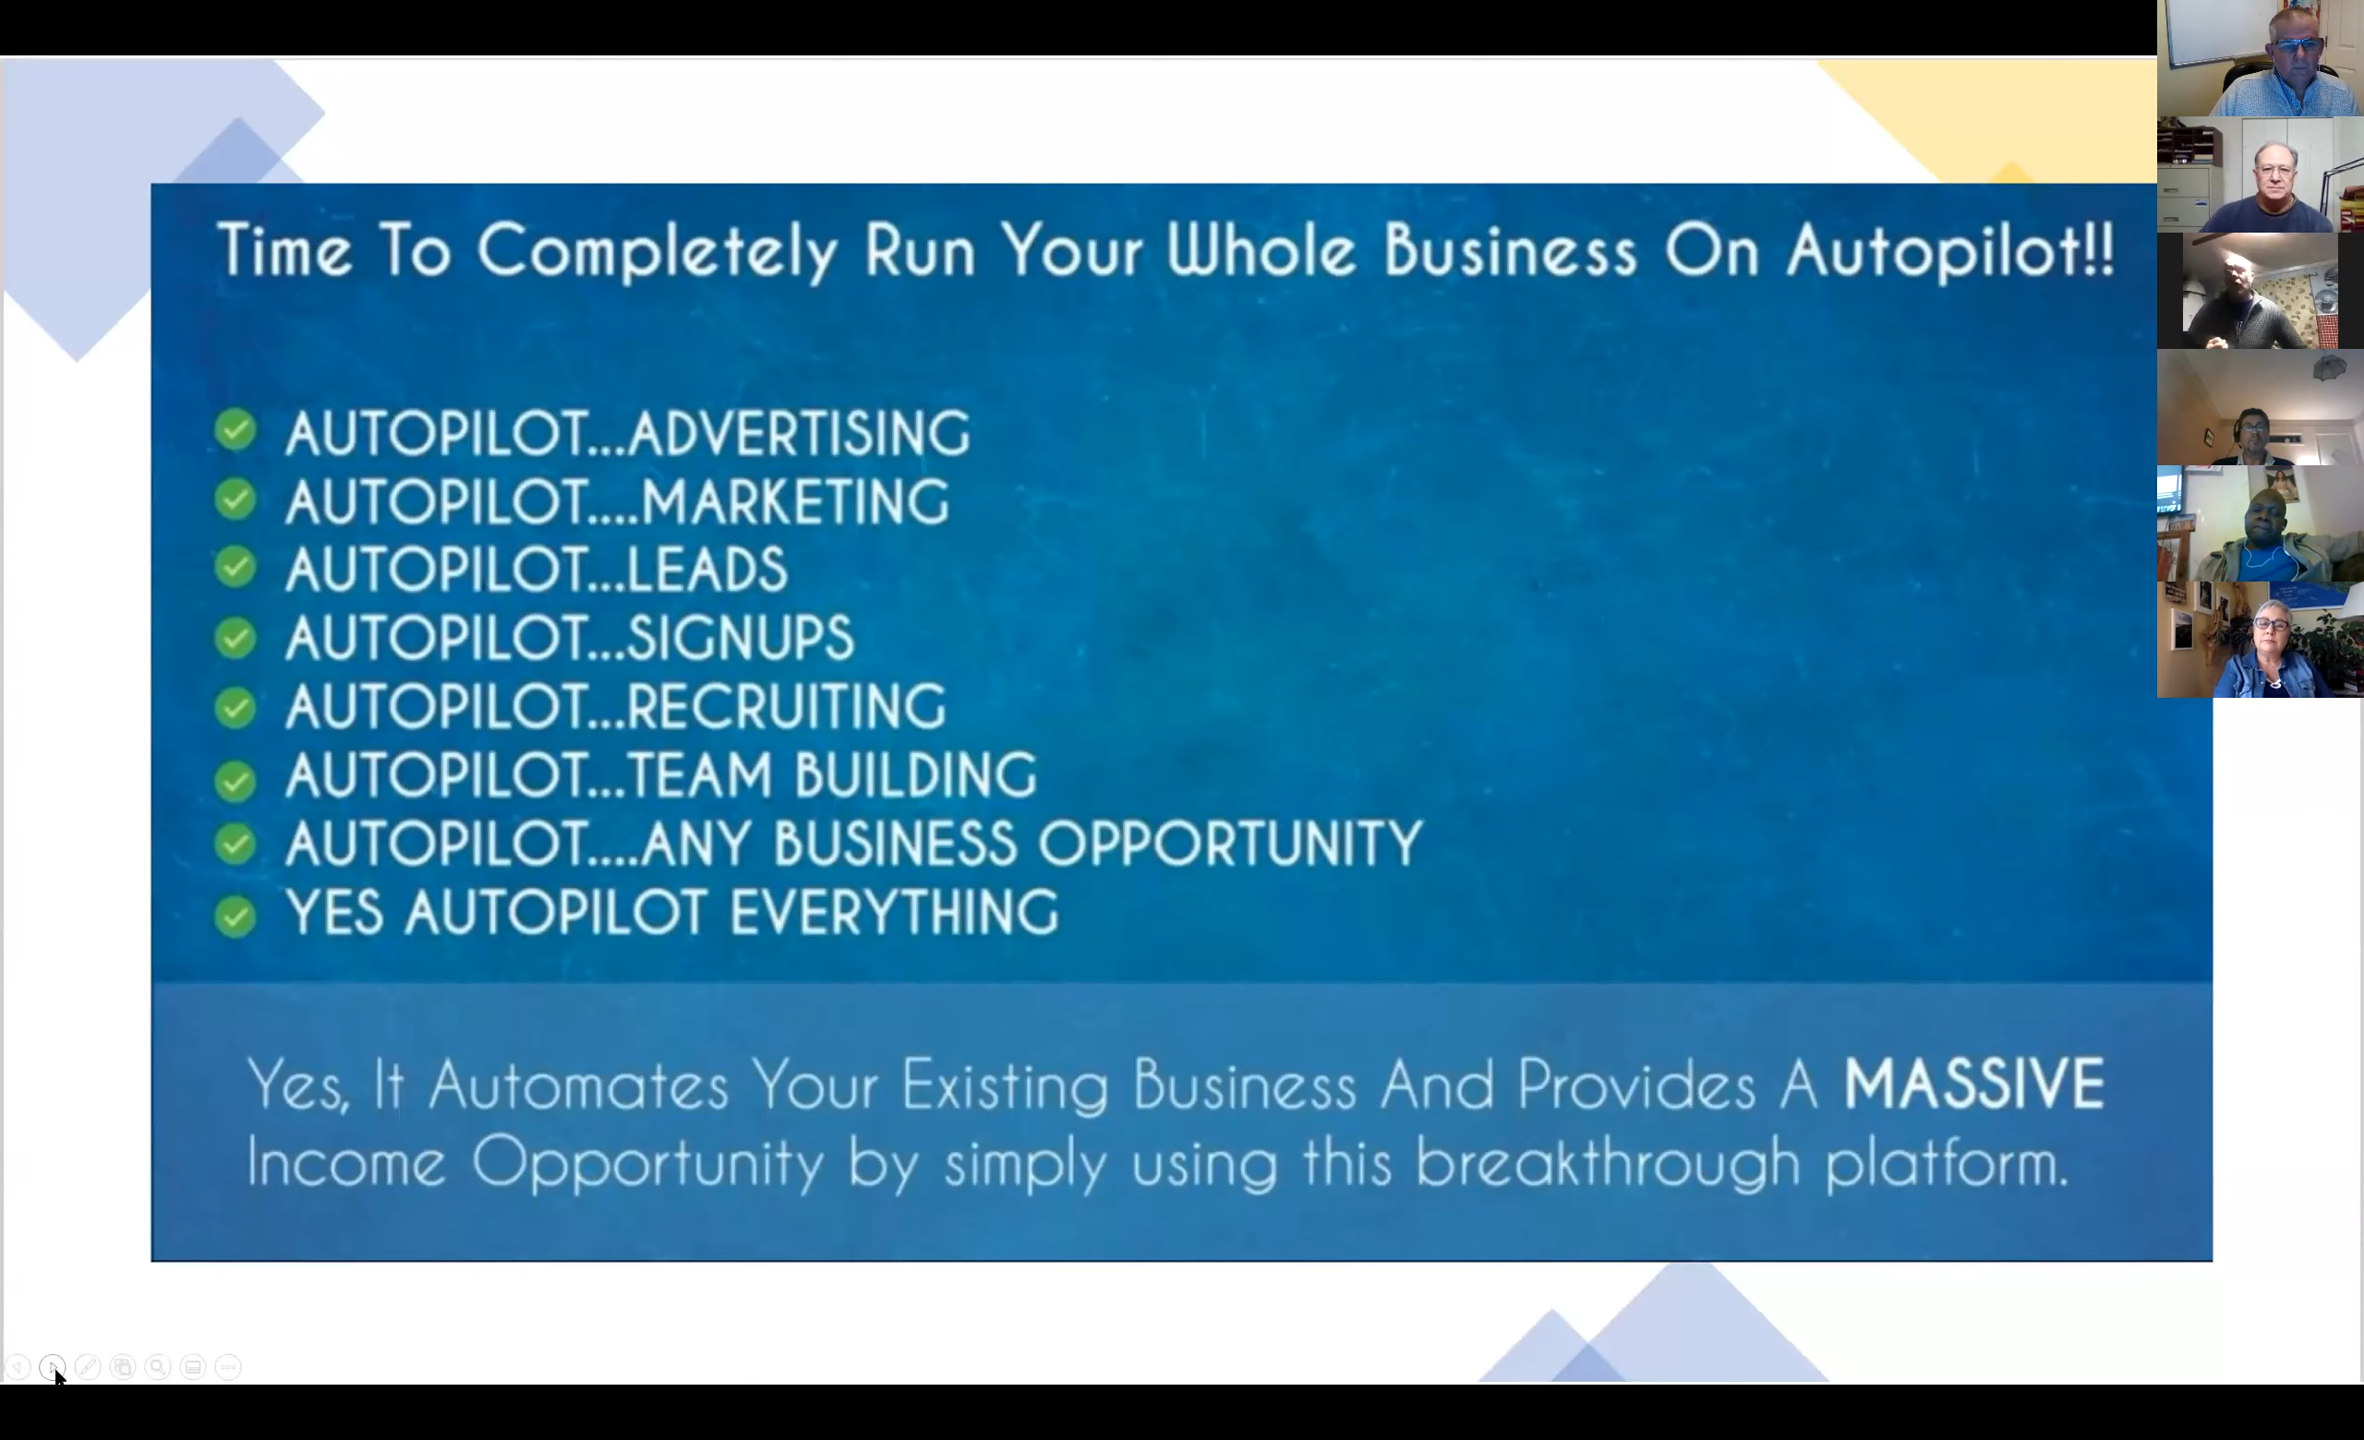 Time To Completely Run Your Whole Business On Autopilot!!
AUTOPILOT...ADVERTISING
AUTOPILOT....MARKETING
AUTOPILOT...LEADS
AUTOPILOT...SIGNUPS
AUTOPILOT...RECRUITING
AUTOPILOT...TEAM BUILDING
AUTOPILOT....ANY BUSINESS OPPORTUNITY
YES AUTOPILOT EVERYTHING
Yes, It Automates Your Existing Business And Provides A MASSIVE
Income Opportunity by simply using this breakthrough platform.